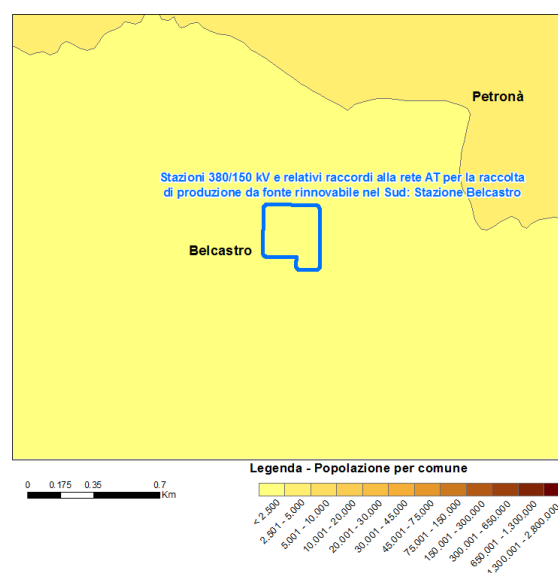 Petronà
Stazioni 380/150 kV e relativi raccordi alla rete AT per la raccolta
di produzione da fonte rinnovabile nel Sud: Stazione Belcastro
Belcastro
Legenda - Popolazione per comune
0 0.175 0.35 0.7
Km
< 2.500
2.501 - 5.000
5.001 - 10.000
10.001 - 20.000
20.001 - 30.000
30.001 - 45.000
45.001 - 75.000
75.001 - 150.000
150.001 - 300.000
300.001 - 650.000
650.001 - 1.300.000
1.300.001 - 2.800.000